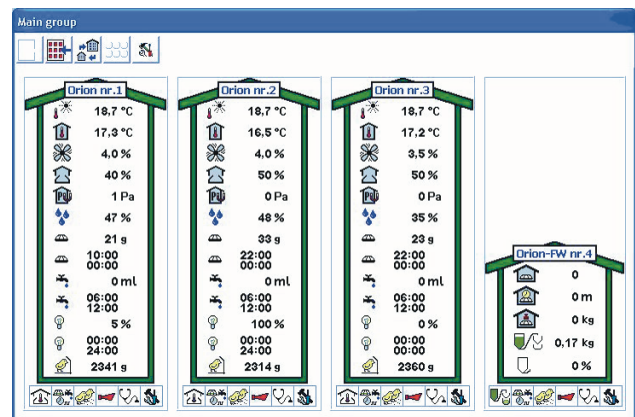 Main group
Orion nr.1
18,7 °C
17,3 °C
4,0 %
40 %
1 Pa
47 %
21 g
10:00
00:00
0 ml
06:00
12:00
5 %
00:00
24:00
2341 g
Orion nr.2
18,7 °C
16,5 °C
4,0 %
50 %
0 Pa
48 %
33 g
22:00
00:00
0 ml
06:00
12:00
100 %
00:00
24:00
2314 g
Orion nr.3
18,7 °C
17,2 °C
3,5 %
50 %
0 Pa
35 %
23 g
22:00
00:00
0 ml
06:00
12:00
0 %
00:00
00:00
2360 g
Orion-FW nr.4
0
0 m
0 kg
0,17 kg
0 %